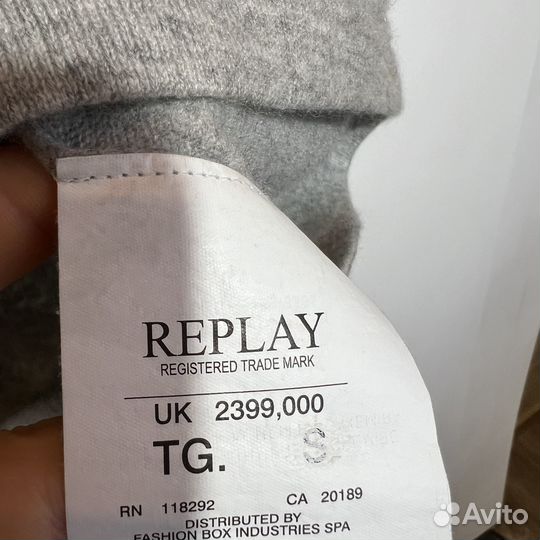 REPLAY
REGISTERED TRADE MARK
UK 2399,000
TG. S
RN 118292 CA 20189
DISTRIBUTED BY
FASHION BOX INDUSTRIES SPA
Avito